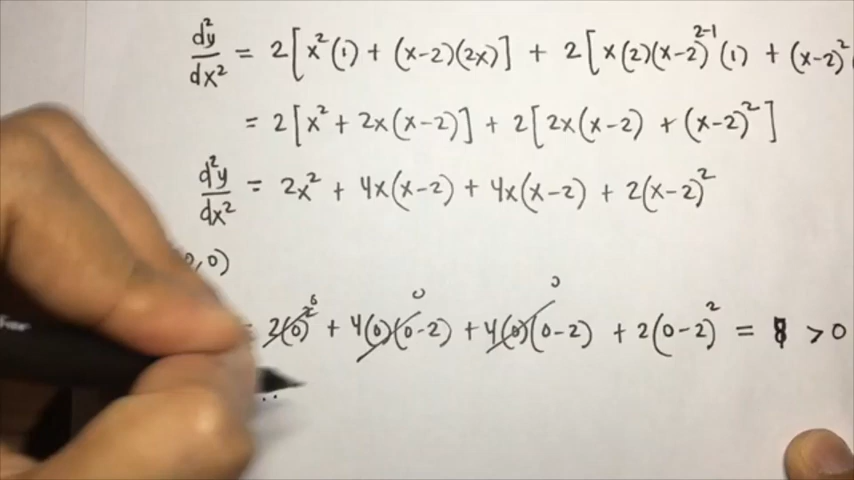 d²y/dx² = 2[x²(1) + (x-2)(2x)] + 2[x(2)(x-2)²⁻¹(1) + (x-2)²
= 2[x² + 2x(x-2)] + 2[2x(x-2) + (x-2)²]
d²y/dx² = 2x² + 4x(x-2) + 4x(x-2) + 2(x-2)²
,0)
0 0
= 2(0)² + 4(0)(0-2) + 4(0)(0-2) + 2(0-2)² = 8 > 0